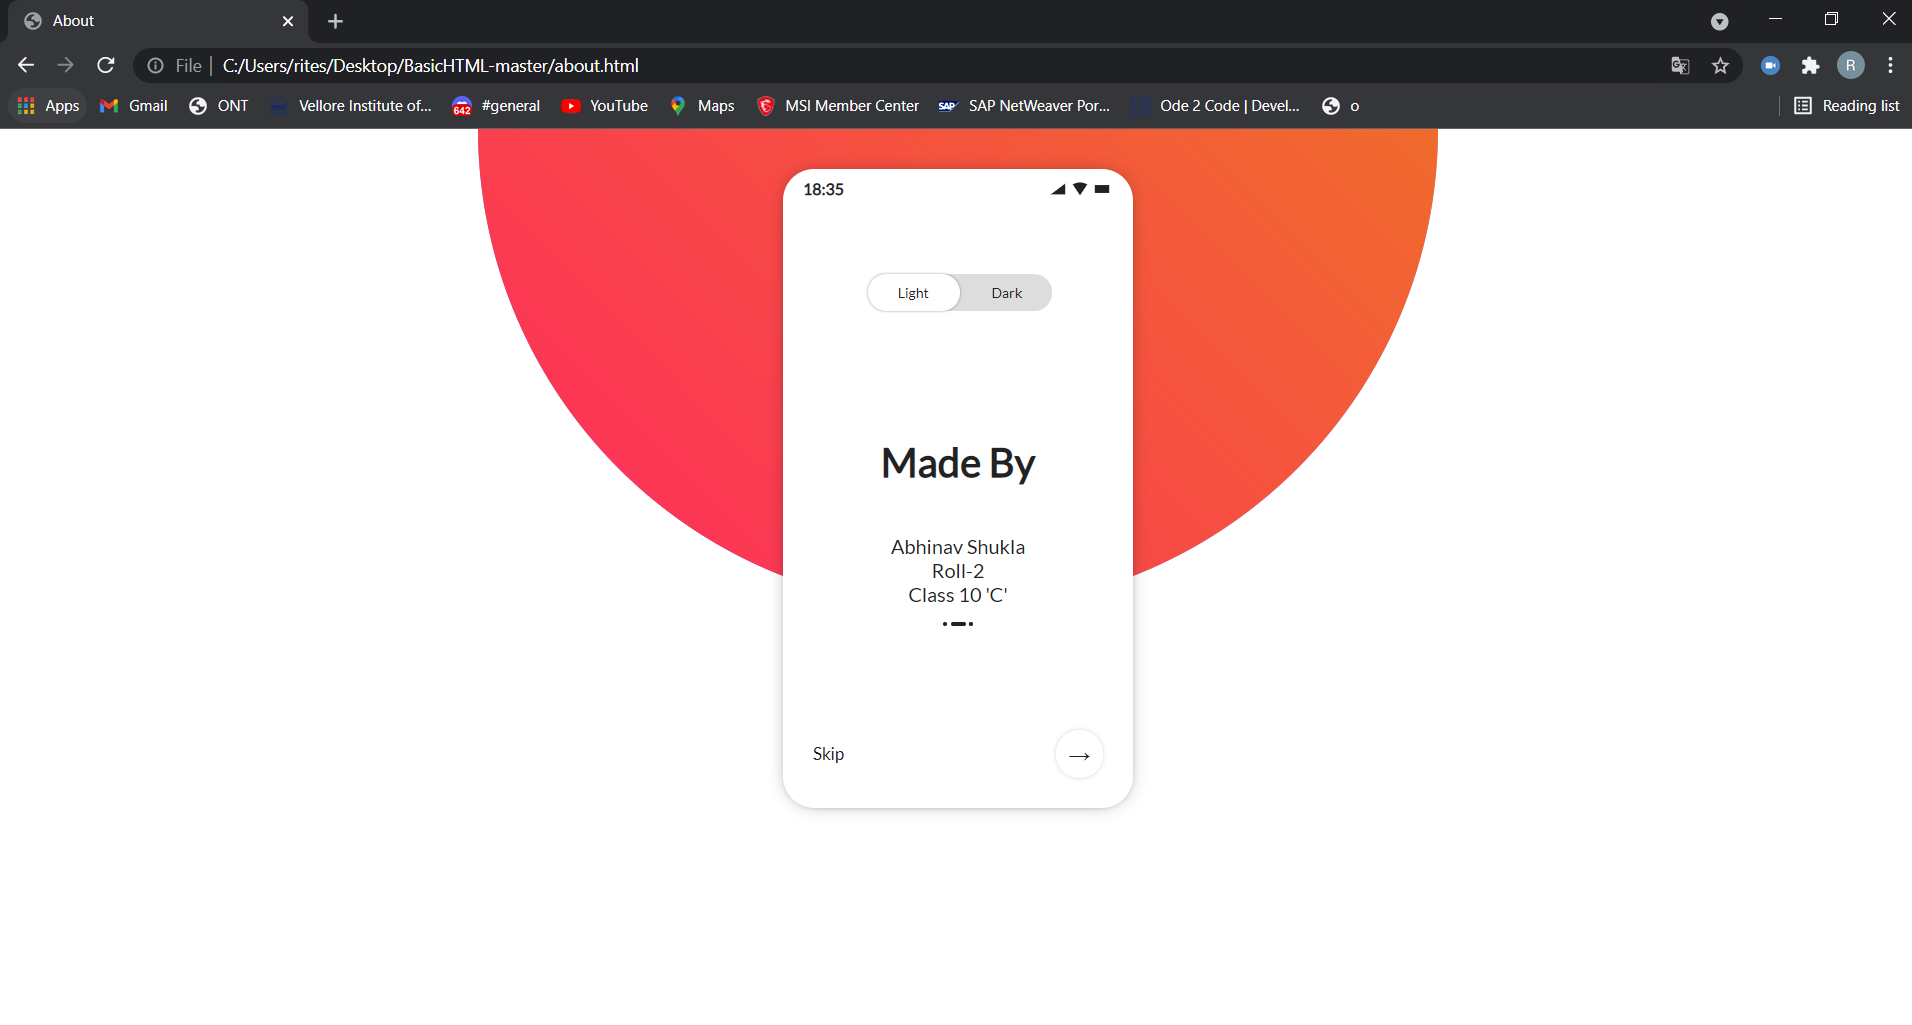 About
File
C:/Users/rites/Desktop/BasicHTML-master/about.html
R
Apps
Gmail
ONT
Vellore Institute of...
642
#general
YouTube
Maps
MSI Member Center
SAP
SAP NetWeaver Por...
Ode 2 Code | Devel...
o
Reading list
18:35
Light
Dark
Made By
Abhinav Shukla
Roll-2
Class 10 'C'
Skip
→